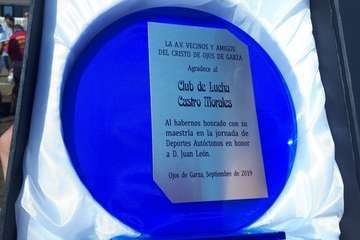 LA A.V. VECINOS Y AMIGOS
DEL CRISTO DE OJOS DE GARZA
Agradece al
Club de Lucha
Castro Morales
Al habernos honrado con su
maestría en la jornada de
Deportes Autóctonos en honor
a D. Juan León.
Ojos de Garza, Septiembre de 2019